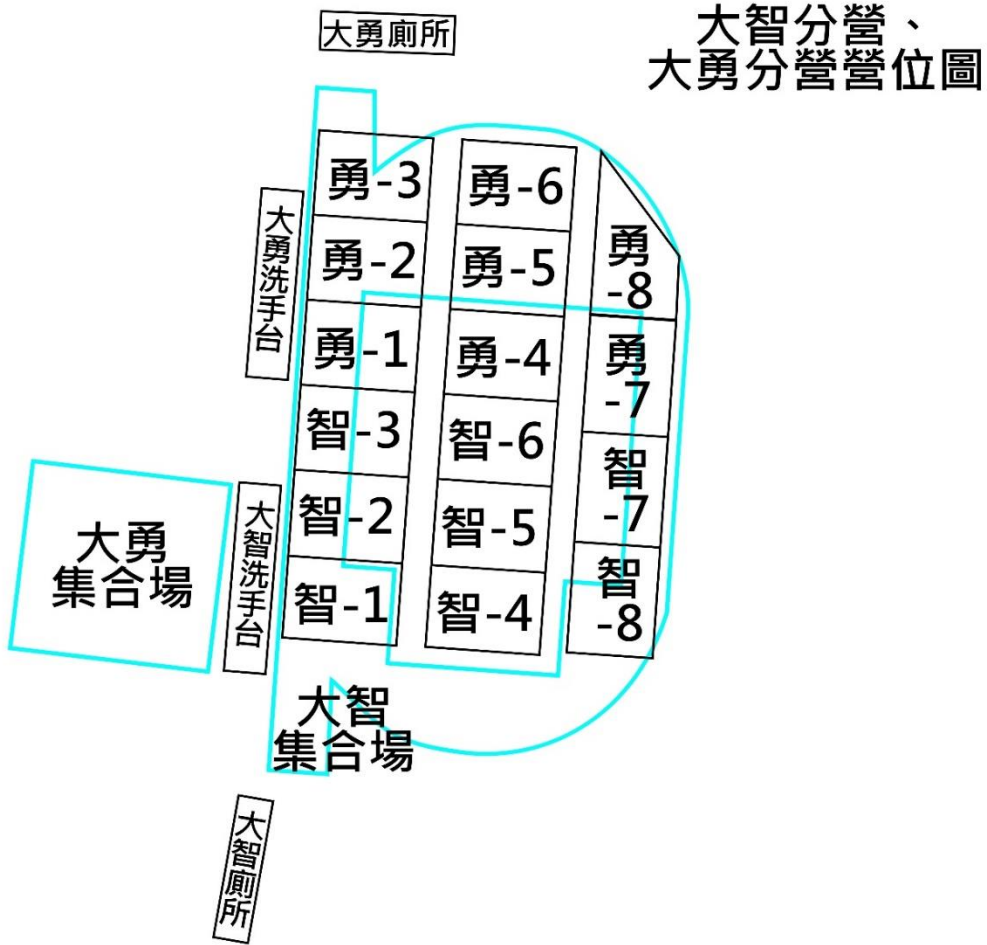 大勇廁所
大智分營、
大勇分營營位圖
勇-3
勇-6
勇
-8
大勇洗手台
勇-2
勇-5
勇-1
勇-4
勇
-7
智-3
智-6
智
-7
大勇
集合場
大智洗手台
智-2
智-5
智-1
智-4
智
-8
大智
集合場
大智廁所